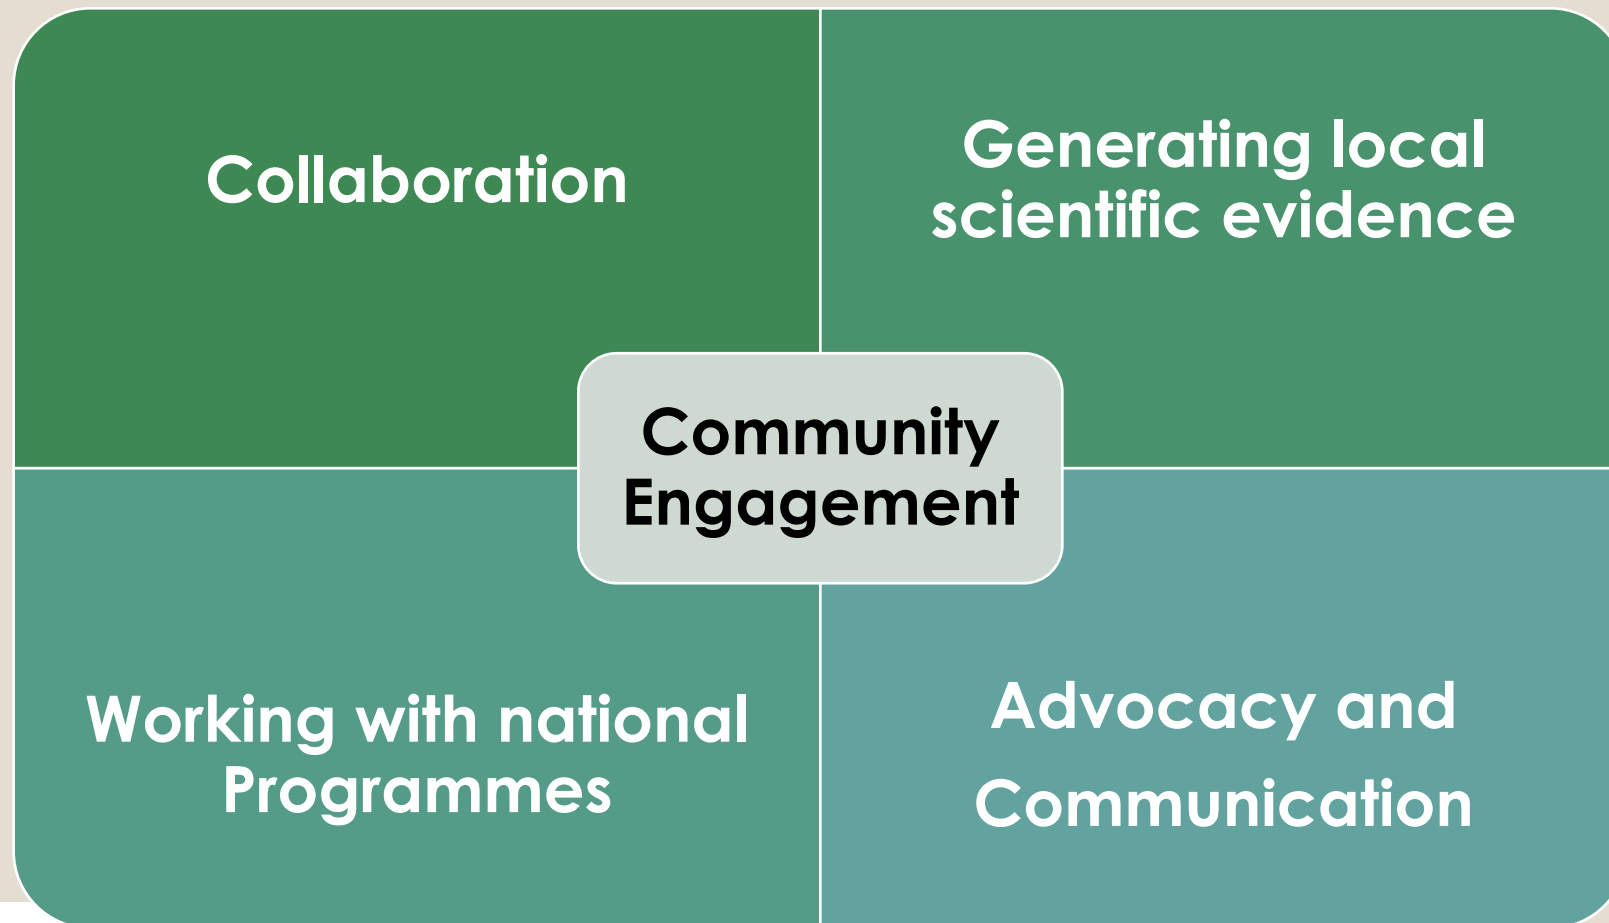 Collaboration
Generating local
scientific evidence
Community
Engagement
Working with national
Programmes
Advocacy and
Communication